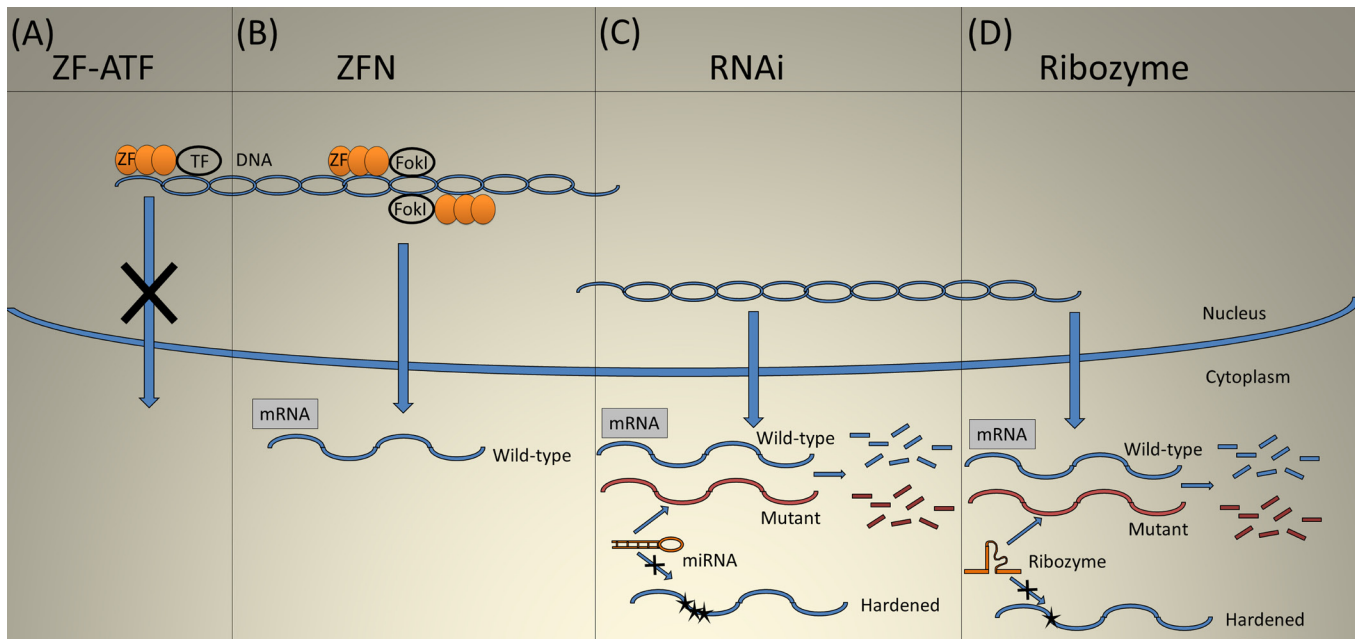 (A)
ZF-ATF
(B)
ZFN
(C)
RNAi
(D)
Ribozyme
ZF
TF
DNA
ZF
FokI
FokI
Nucleus
Cytoplasm
mRNA
Wild-type
mRNA
Wild-type
Mutant
miRNA
Hardened
mRNA
Wild-type
Mutant
Ribozyme
Hardened